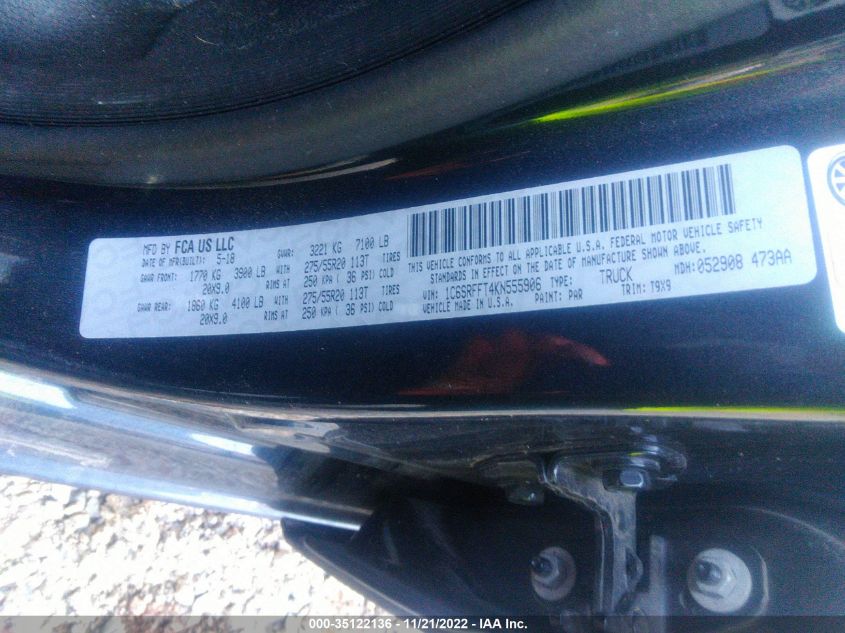 MFD BY FCA US LLC
DATE OF MFR(BUILT): 5-18
GVWR: 3221 KG 7100 LB
GAWR FRONT: 1770 KG 3900 LB WITH 275/55R20 113T TIRES
20X9.0 RIMS AT 250 KPA ( 36 PSI) COLD
GAWR REAR: 1860 KG 4100 LB WITH 275/55R20 113T TIRES
20X9.0 RIMS AT 250 KPA ( 36 PSI) COLD
THIS VEHICLE CONFORMS TO ALL APPLICABLE U.S.A. FEDERAL MOTOR VEHICLE SAFETY
STANDARDS IN EFFECT ON THE DATE OF MANUFACTURE SHOWN ABOVE.
VIN: 1C6SRFFT4KN555906 TYPE: TRUCK MDH: 052908 473AA
VEHICLE MADE IN U.S.A. PAINT: PAR TRIM: T9X9
000-35122136 - 11/21/2022 - IAA Inc.